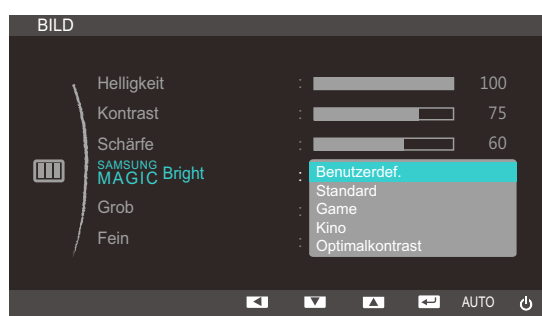 BILD
Helligkeit : 100
Kontrast : 75
Schärfe : 60
SAMSUNG
MAGIC Bright : Benutzerdef.
Standard
Grob : Game
Kino
Fein : Optimalkontrast
AUTO